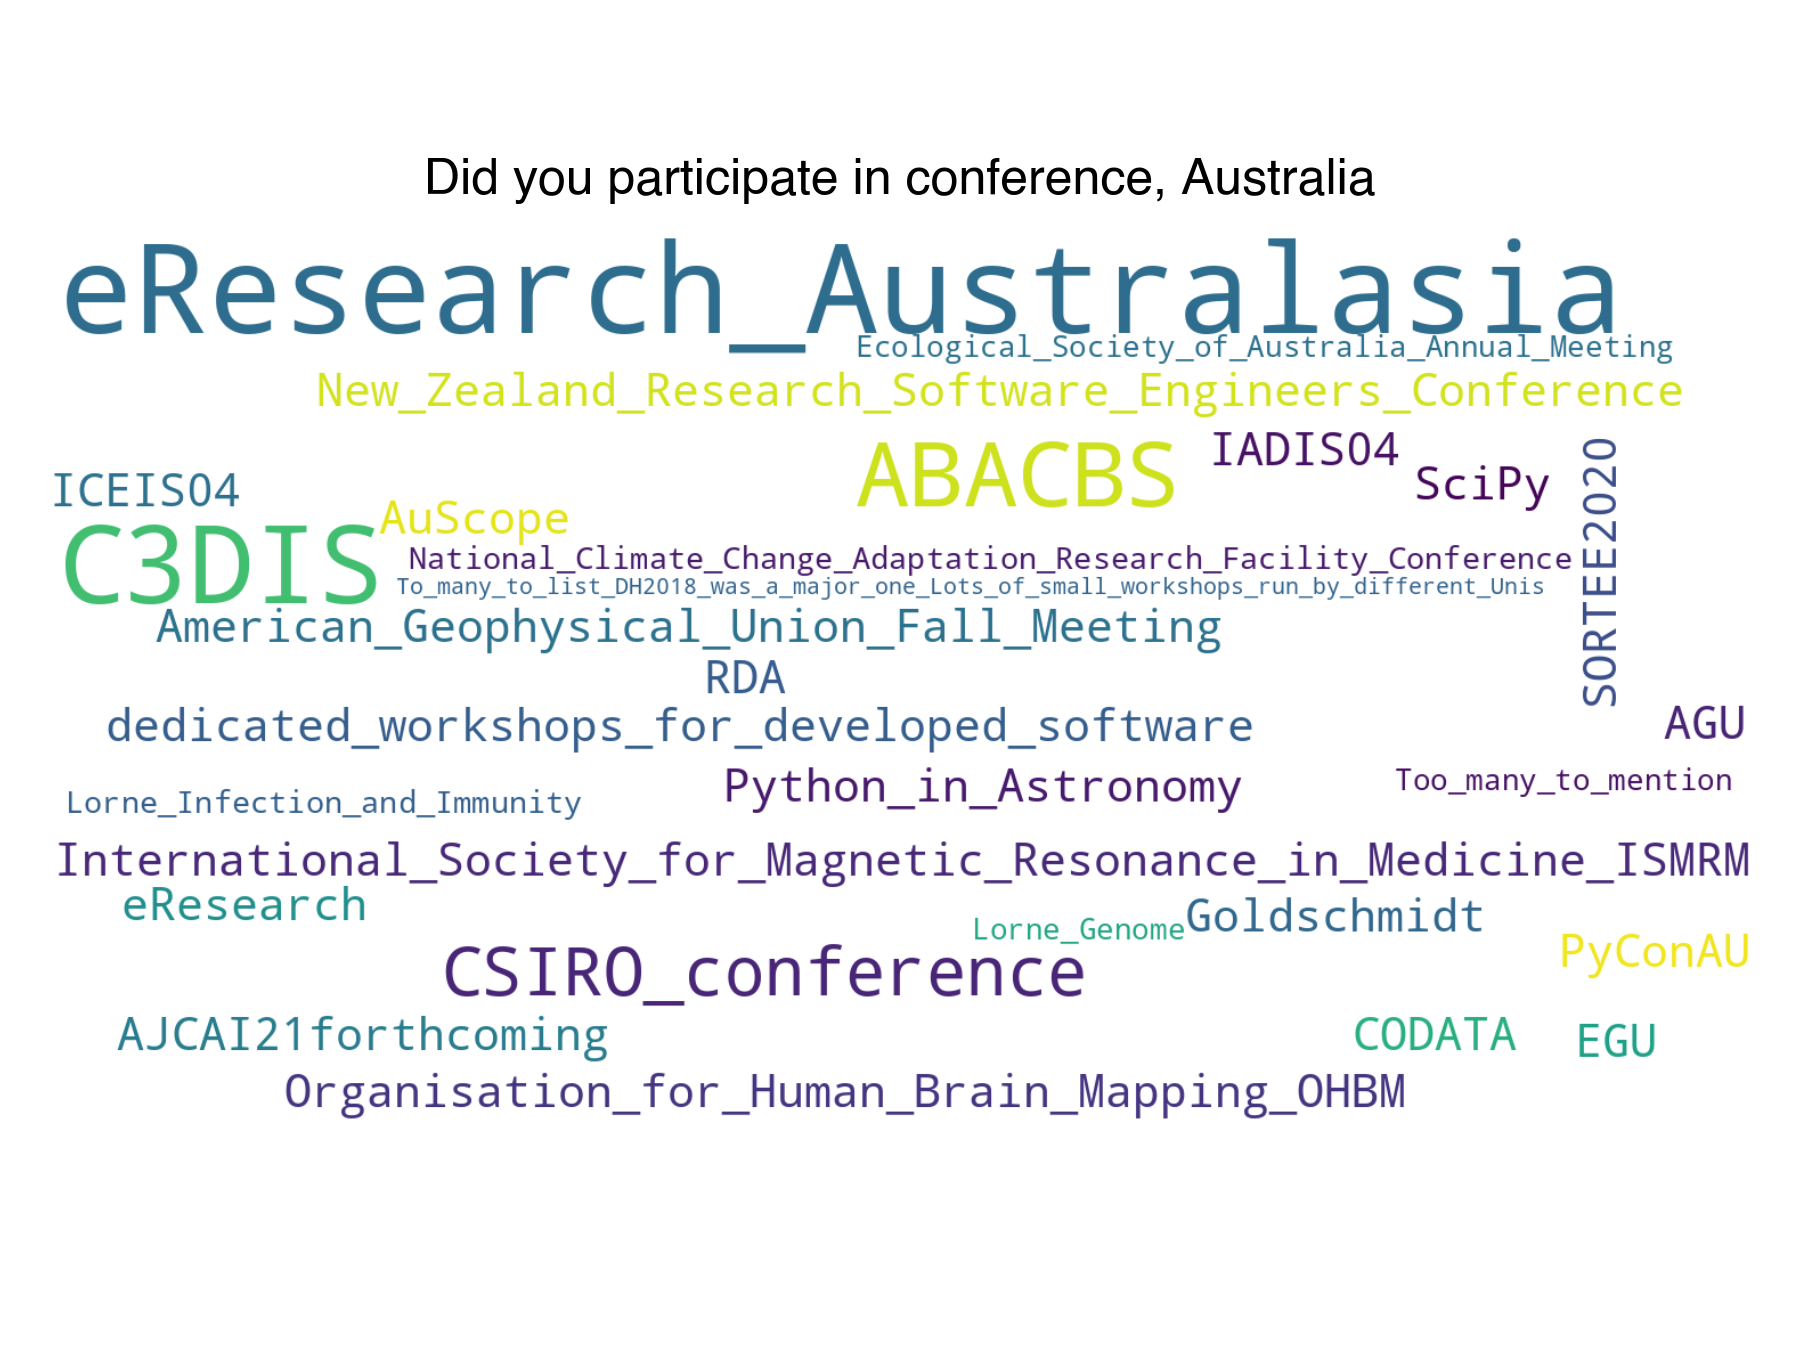 Did you participate in conference, Australia
eResearch_Australasia
Ecological_Society_of_Australia_Annual_Meeting
New_Zealand_Research_Software_Engineers_Conference
ABACBS
IADIS04
SciPy
SORTEE2020
ICEIS04
AuScope
C3DIS
National_Climate_Change_Adaptation_Research_Facility_Conference
To_many_to_list_DH2018_was_a_major_one_Lots_of_small_workshops_run_by_different_Unis
American_Geophysical_Union_Fall_Meeting
RDA
dedicated_workshops_for_developed_software
AGU
Python_in_Astronomy
Too_many_to_mention
Lorne_Infection_and_Immunity
International_Society_for_Magnetic_Resonance_in_Medicine_ISMRM
eResearch
Lorne_Genome
Goldschmidt
PyConAU
CSIRO_conference
AJCAI21forthcoming
CODATA
EGU
Organisation_for_Human_Brain_Mapping_OHBM